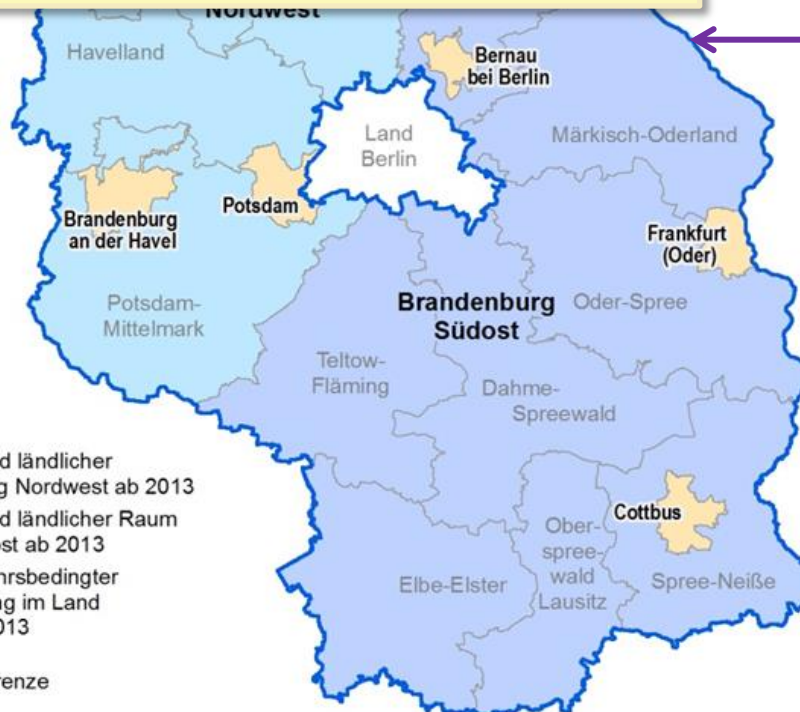 Nordwest
Havelland
Bernau
bei Berlin
Land
Berlin
Märkisch-Oderland
Brandenburg
an der Havel
Potsdam
Frankfurt
(Oder)
Potsdam-
Mittelmark
Brandenburg
Südost
Oder-Spree
Teltow-
Fläming
Dahme-
Spreewald
d ländlicher
g Nordwest ab 2013
d ländlicher Raum
ost ab 2013
hrsbedingter
ng im Land
013
renze
Cottbus
Ober-
spree-
wald
Lausitz
Elbe-Elster
Spree-Neiße